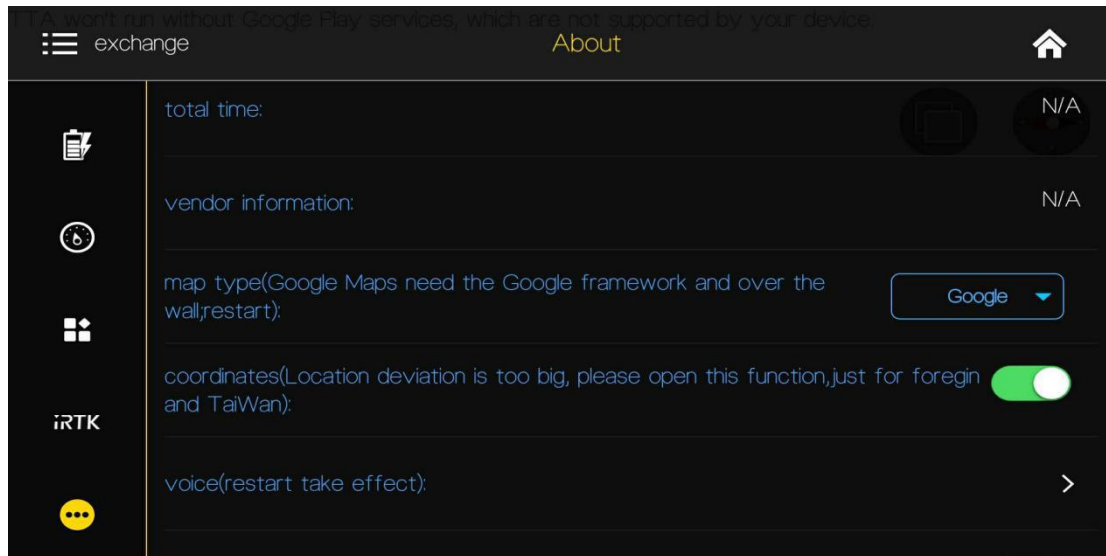 TTA won't run without Google Play services, which are not supported by your device.
exchange
About
total time:
N/A
vendor information:
N/A
map type(Google Maps need the Google framework and over the
wall;restart):
Google
coordinates(Location deviation is too big, please open this function,just for foregin
and TaiWan):
iRTK
voice(restart take effect):